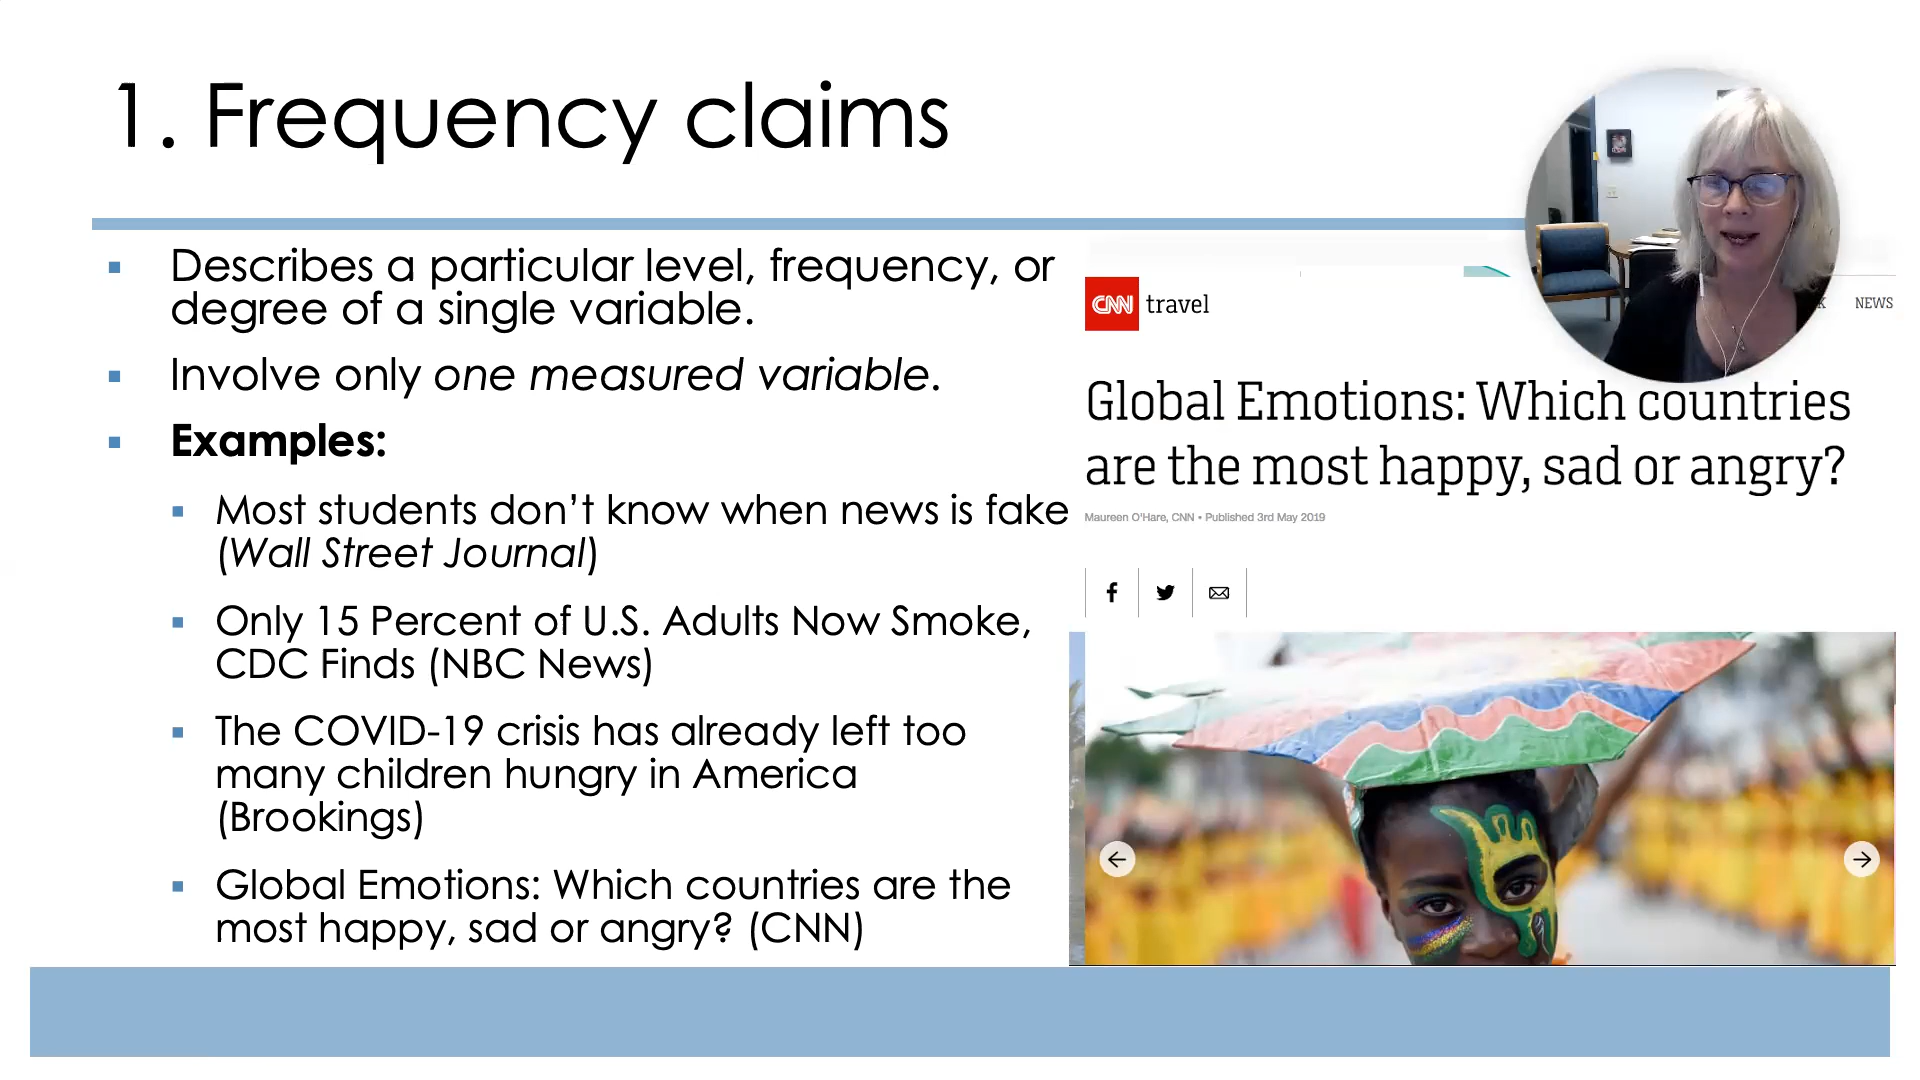 1. Frequency claims
▪ Describes a particular level, frequency, or
degree of a single variable.
▪ Involve only one measured variable.
▪ Examples:
▪ Most students don’t know when news is fake
(Wall Street Journal)
▪ Only 15 Percent of U.S. Adults Now Smoke,
CDC Finds (NBC News)
▪ The COVID-19 crisis has already left too
many children hungry in America
(Brookings)
▪ Global Emotions: Which countries are the
most happy, sad or angry? (CNN)
CNN travel
NEWS
Global Emotions: Which countries
are the most happy, sad or angry?
Maureen O'Hare, CNN • Published 3rd May 2019